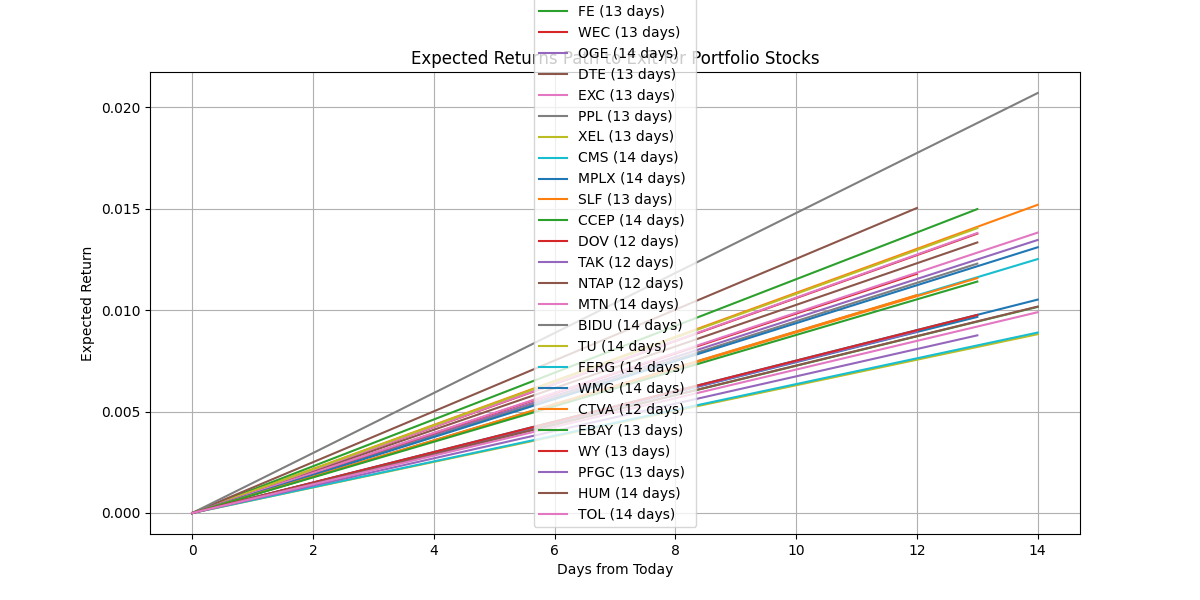 FE (13 days)
WEC (13 days)
OGE (14 days)
Expected Returns Path to Exit for Portfolio Stocks
DTE (13 days)
EXC (13 days)
PPL (13 days)
XEL (13 days)
CMS (14 days)
MPLX (14 days)
SLF (13 days)
CCEP (14 days)
DOV (12 days)
TAK (12 days)
NTAP (12 days)
MTN (14 days)
BIDU (14 days)
TU (14 days)
FERG (14 days)
WMG (14 days)
CTVA (12 days)
EBAY (13 days)
WY (13 days)
PFGC (13 days)
HUM (14 days)
TOL (14 days)
0.020
0.015
0.010
0.005
0.000
Expected Return
0 2 4 6 8 10 12 14
Days from Today